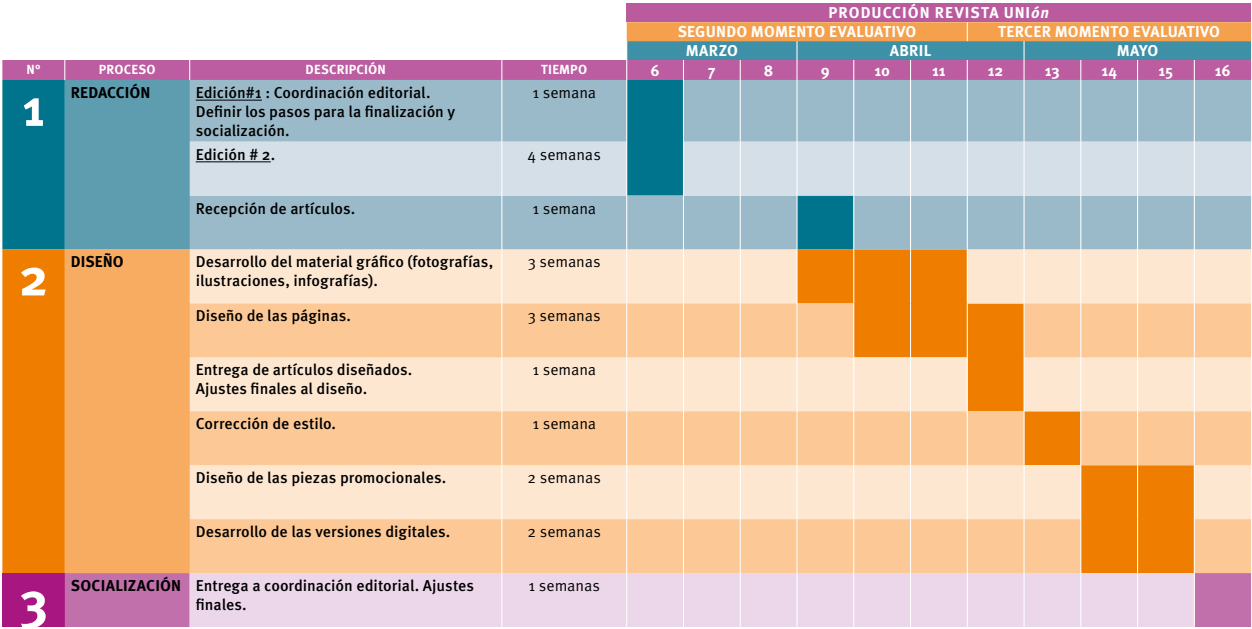 PRODUCCIÓN REVISTA UNIón
SEGUNDO MOMENTO EVALUATIVO TERCER MOMENTO EVALUATIVO
MARZO ABRIL MAYO
N° PROCESO DESCRIPCIÓN TIEMPO 6 7 8 9 10 11 12 13 14 15 16
1 REDACCIÓN Edición#1 : Coordinación editorial. 1 semana
Definir los pasos para la finalización y
socialización.
Edición # 2. 4 semanas
Recepción de artículos. 1 semana
2 DISEÑO Desarrollo del material gráfico (fotografías, 3 semanas
ilustraciones, infografías).
Diseño de las páginas. 3 semanas
Entrega de artículos diseñados. 1 semana
Ajustes finales al diseño.
Corrección de estilo. 1 semana
Diseño de las piezas promocionales. 2 semanas
Desarrollo de las versiones digitales. 2 semanas
3 SOCIALIZACIÓN Entrega a coordinación editorial. Ajustes 1 semanas
finales.